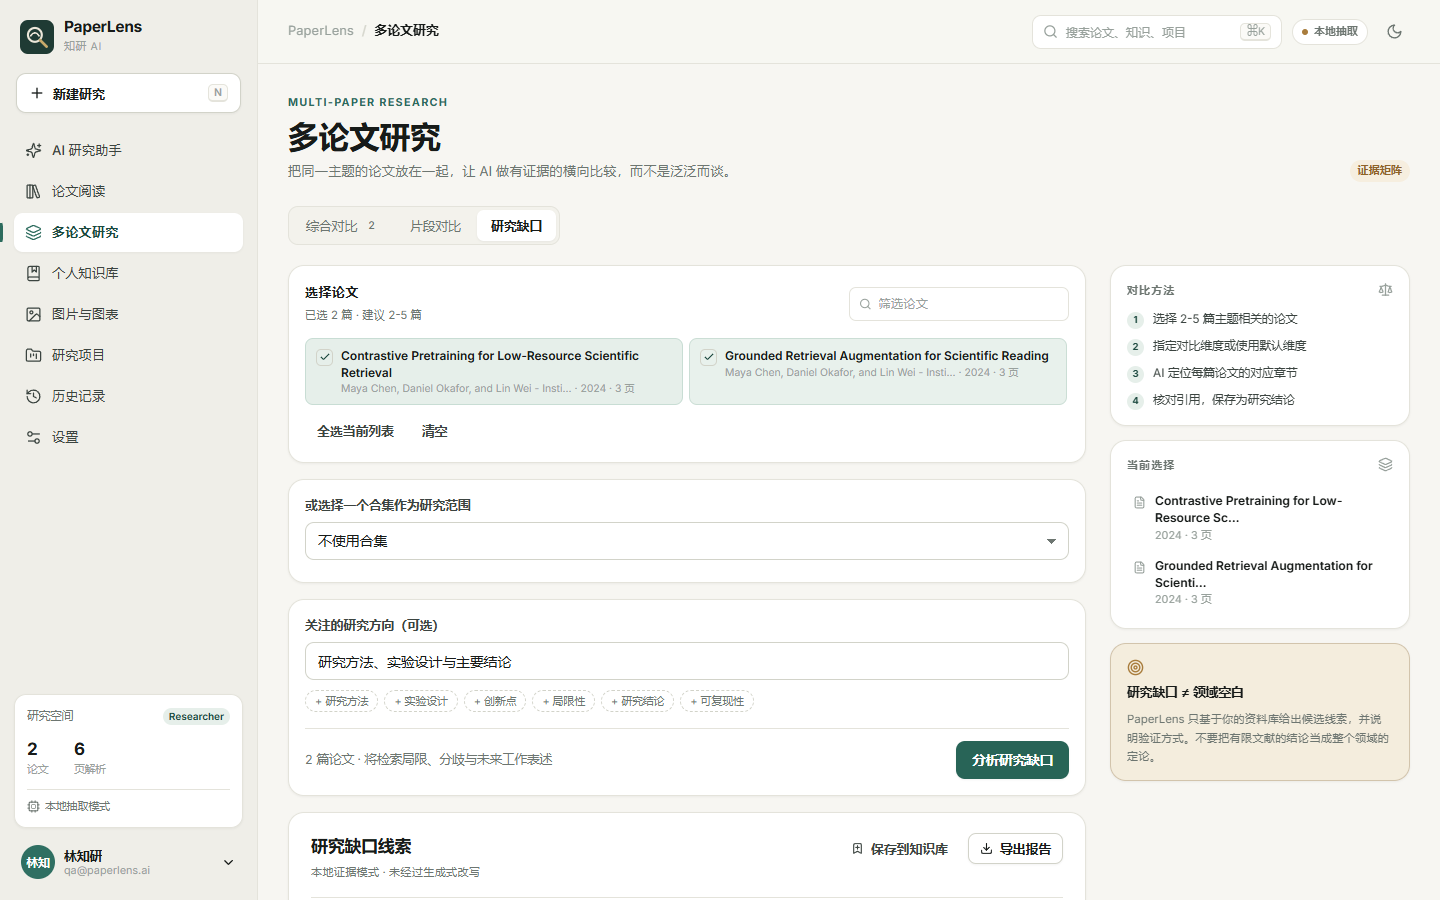 PaperLens
知研 AI
新建研究
N
AI 研究助手
论文阅读
多论文研究
个人知识库
图片与图表
研究项目
历史记录
设置
研究空间
Researcher
2
6
论文
页解析
本地抽取模式
林知
林知研
qa@paperlens.ai
PaperLens / 多论文研究
搜索论文、知识、项目
⌘K
本地抽取
MULTI-PAPER RESEARCH
多论文研究
把同一主题的论文放在一起，让 AI 做有证据的横向比较，而不是泛泛而谈。
证据矩阵
综合对比 2
片段对比
研究缺口
选择论文
已选 2 篇 · 建议 2-5 篇
筛选论文
Contrastive Pretraining for Low-Resource Scientific
Retrieval
Maya Chen, Daniel Okafor, and Lin Wei - Insti... · 2024 · 3 页
Grounded Retrieval Augmentation for Scientific Reading
Maya Chen, Daniel Okafor, and Lin Wei - Insti... · 2024 · 3 页
全选当前列表
清空
或选择一个合集作为研究范围
不使用合集
关注的研究方向（可选）
研究方法、实验设计与主要结论
+ 研究方法
+ 实验设计
+ 创新点
+ 局限性
+ 研究结论
+ 可复现性
2 篇论文 · 将检索局限、分歧与未来工作表述
分析研究缺口
研究缺口线索
本地证据模式 · 未经过生成式改写
保存到知识库
导出报告
对比方法
1 选择 2-5 篇主题相关的论文
2 指定对比维度或使用默认维度
3 AI 定位每篇论文的对应章节
4 核对引用，保存为研究结论
当前选择
Contrastive Pretraining for Low-
Resource Sc...
2024 · 3 页
Grounded Retrieval Augmentation for
Scienti...
2024 · 3 页
研究缺口 ≠ 领域空白
PaperLens 只基于你的资料库给出候选线索，并说
明验证方式。不要把有限文献的结论当成整个领域的
定论。